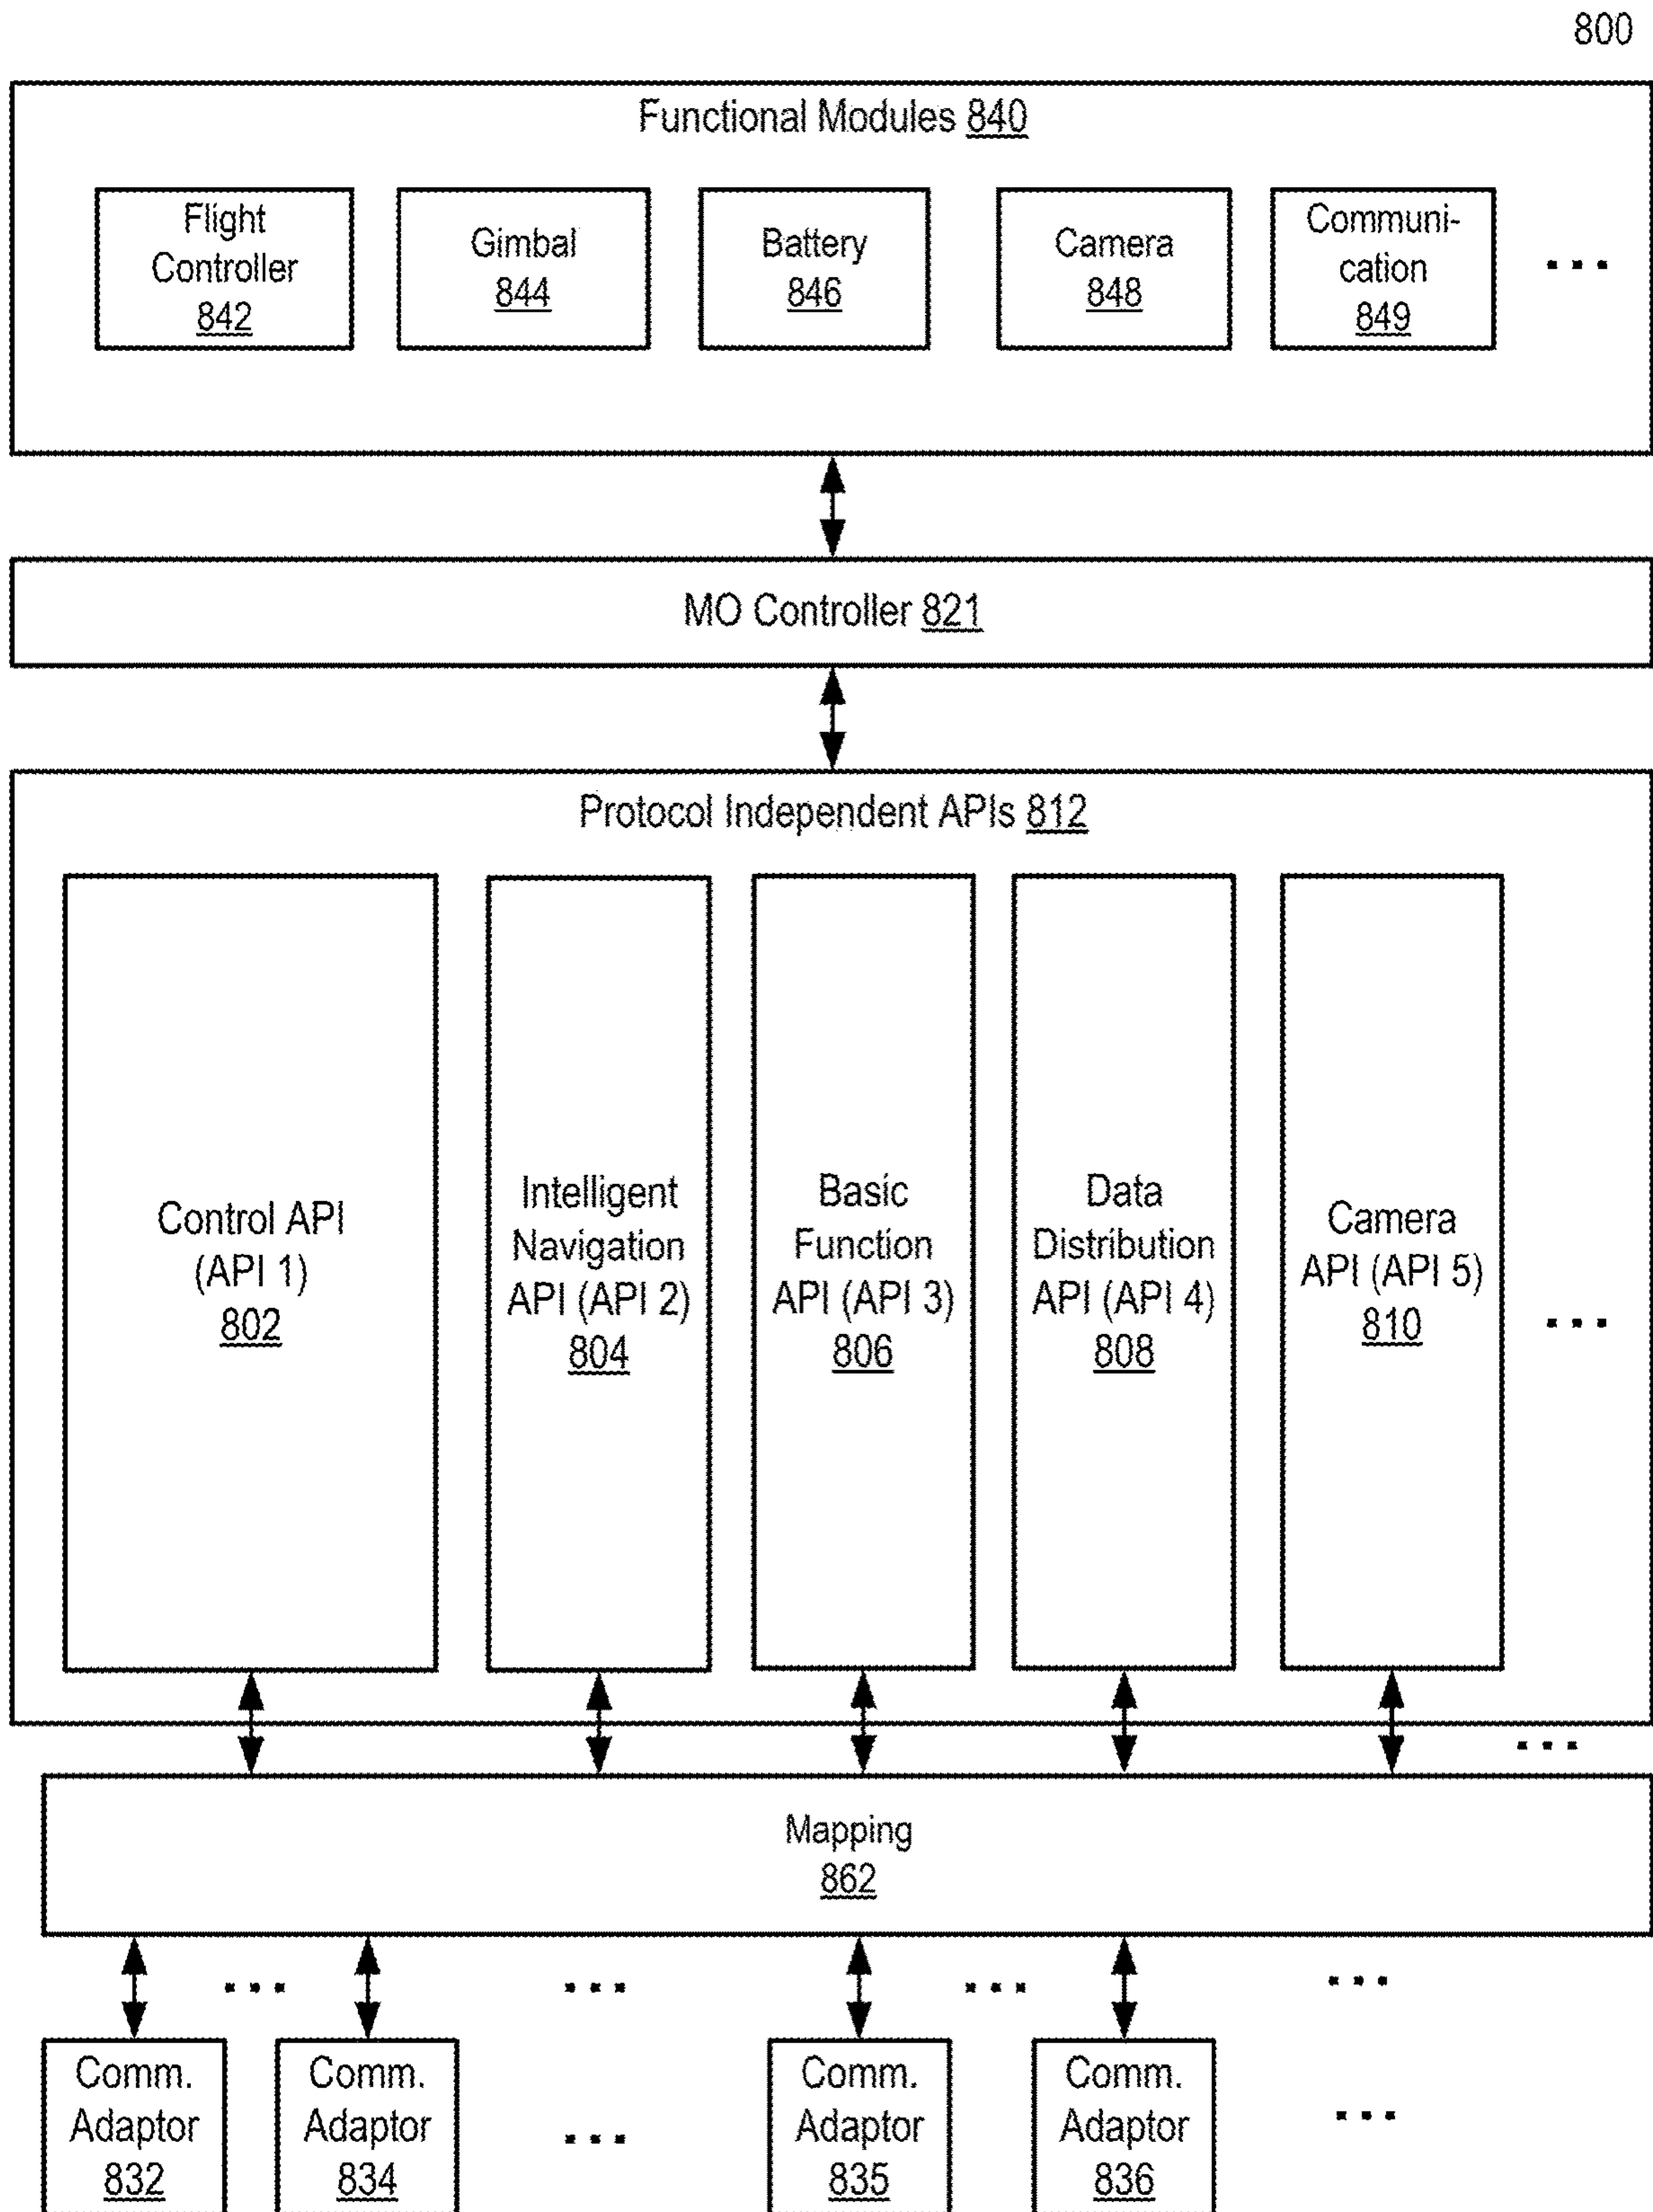 800
Functional Modules 840
Flight
Controller
842
Gimbal
844
Battery
846
Camera
848
Communi-
cation
849
...
MO Controller 821
Protocol Independent APIs 812
Control API
(API 1)
802
Intelligent
Navigation
API (API 2)
804
Basic
Function
API (API 3)
806
Data
Distribution
API (API 4)
808
Camera
API (API 5)
810
...
...
Mapping
862
...
...
...
...
Comm.
Adaptor
832
Comm.
Adaptor
834
...
Comm.
Adaptor
835
Comm.
Adaptor
836
...